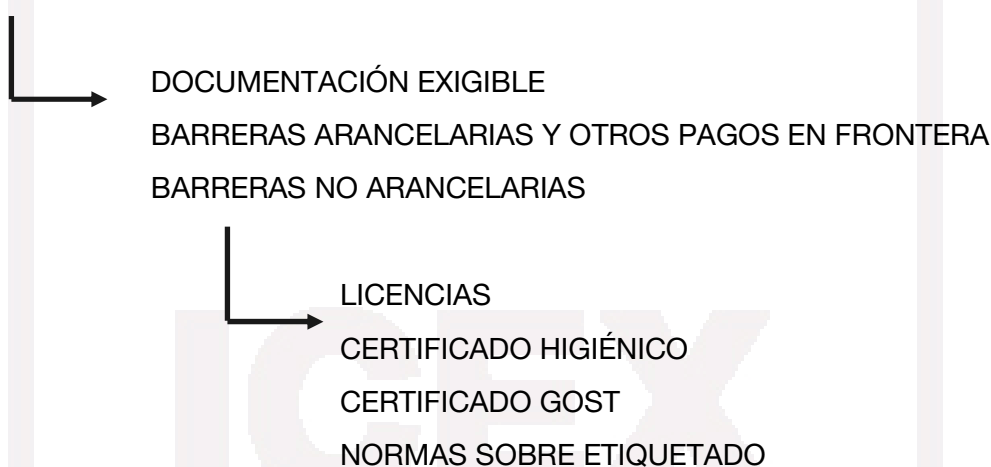 DOCUMENTACIÓN EXIGIBLE
BARRERAS ARANCELARIAS Y OTROS PAGOS EN FRONTERA
BARRERAS NO ARANCELARIAS
LICENCIAS
CERTIFICADO HIGIÉNICO
CERTIFICADO GOST
NORMAS SOBRE ETIQUETADO
ICEX